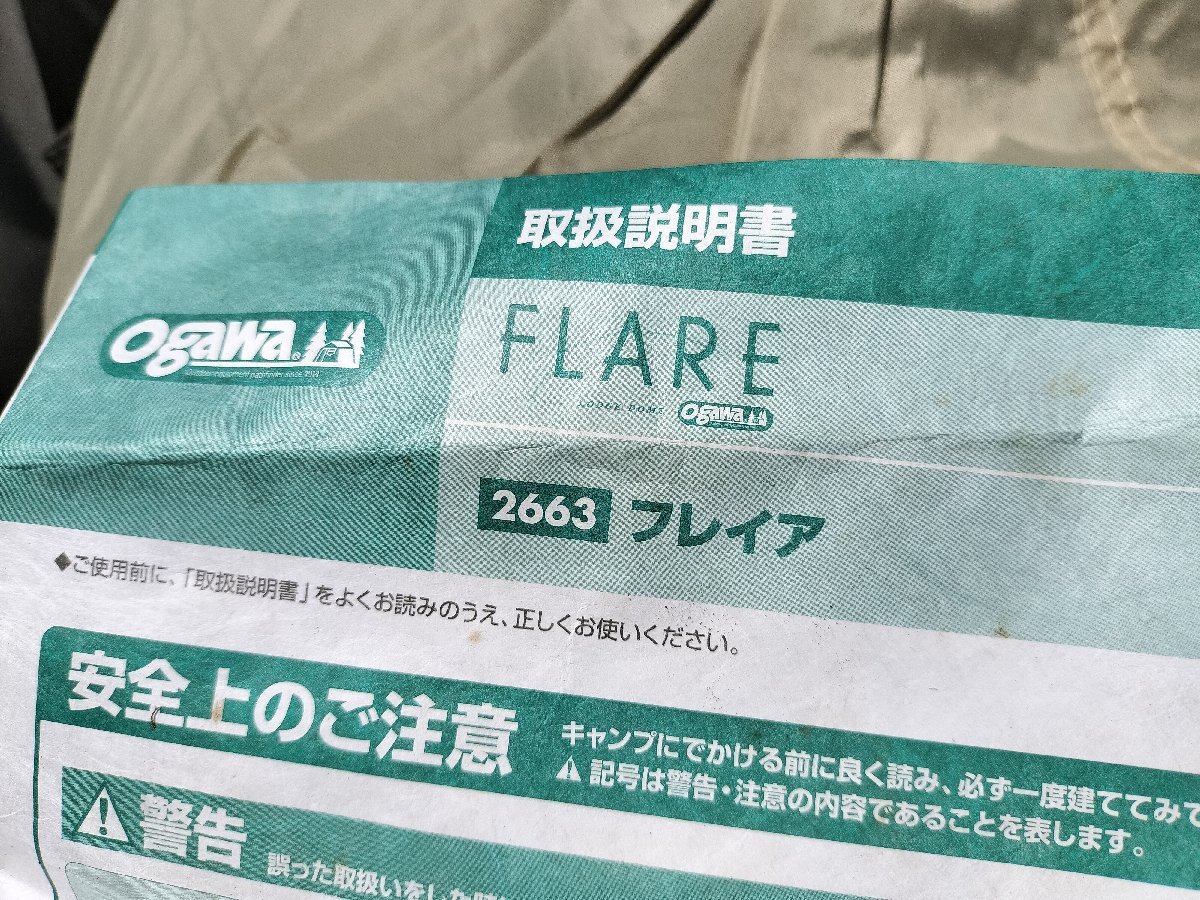 取扱説明書
ogawa
FLARE
LODGE DOME ogawa
2663 フレイア
◆ご使用前に、「取扱説明書」をよくお読みのうえ、正しくお使いください。
安全上のご注意
キャンプにでかける前に良く読み、必ず一度建ててみて
⚠記号は警告・注意の内容であることを表します。
⚠警告
誤った取扱いをした